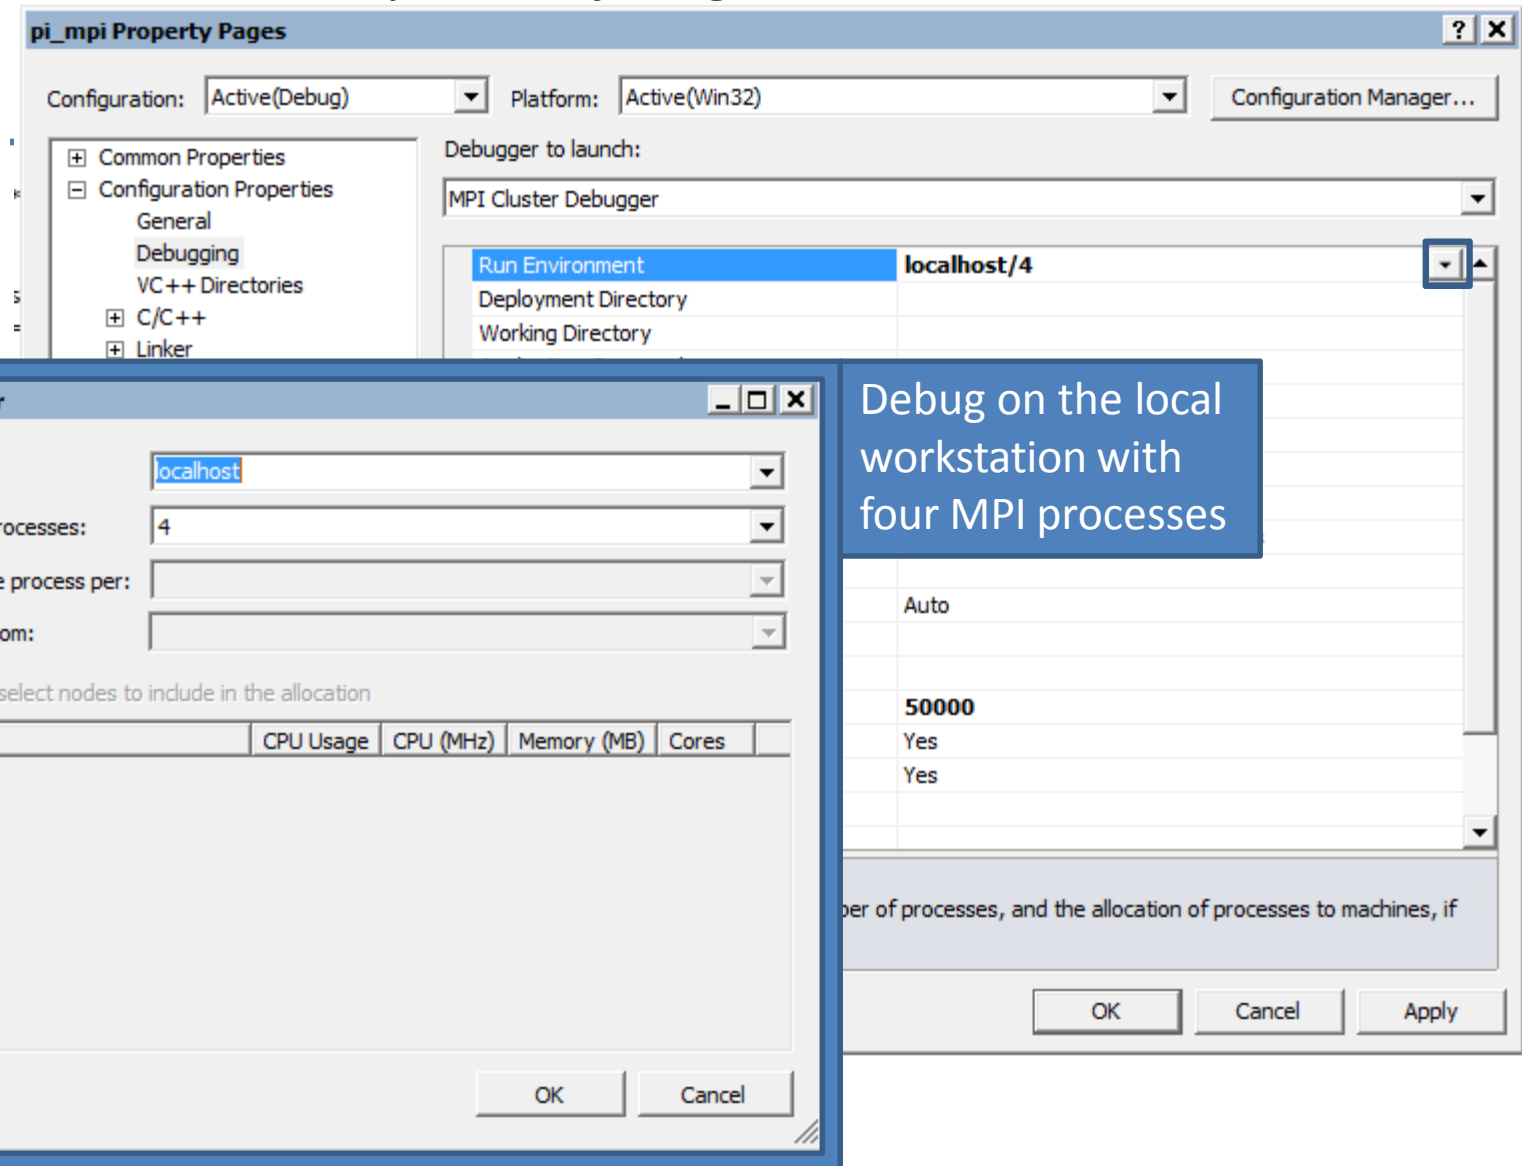 pi_mpi Property Pages
Configuration: Active(Debug) Platform: Active(Win32) Configuration Manager...
Common Properties
Configuration Properties
General
Debugging
VC++ Directories
C/C++
Linker
Debugger to launch:
MPI Cluster Debugger
Run Environment localhost/4
Deployment Directory
Working Directory
Auto
50000
Yes
Yes
ber of processes, and the allocation of processes to machines, if
OK Cancel Apply
Debug on the local
workstation with
four MPI processes
localhost
rocesses: 4
e process per:
om:
select nodes to include in the allocation
CPU Usage CPU (MHz) Memory (MB) Cores
OK Cancel